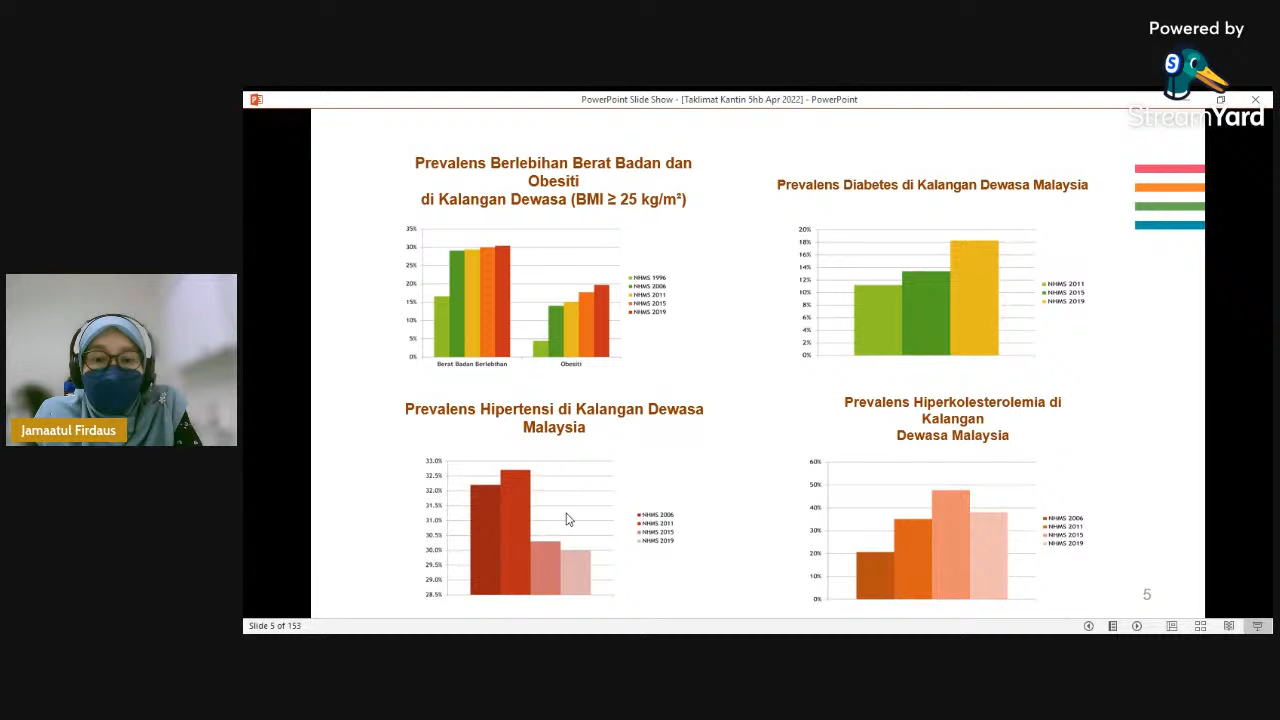 Powered by
S
StreamYard
PowerPoint Slide Show - [Taklimat Kantin 5hb Apr 2022] - PowerPoint
Prevalens Berlebihan Berat Badan dan
Obesiti
di Kalangan Dewasa (BMI ≥ 25 kg/m²)
35%
30%
25%
20%
15%
10%
5%
0%
Berat Badan Berlebihan
Obesiti
NHMS 1996
NHMS 2006
NHMS 2011
NHMS 2015
NHMS 2019
Prevalens Diabetes di Kalangan Dewasa Malaysia
20%
18%
16%
14%
12%
10%
8%
6%
4%
2%
0%
NHMS 2011
NHMS 2015
NHMS 2019
Jamaatul Firdaus
Prevalens Hipertensi di Kalangan Dewasa
Malaysia
33.0%
32.5%
32.0%
31.5%
31.0%
30.5%
30.0%
29.5%
29.0%
28.5%
NHMS 2006
NHMS 2011
NHMS 2015
NHMS 2019
Prevalens Hiperkolesterolemia di
Kalangan
Dewasa Malaysia
60%
50%
40%
30%
20%
10%
0%
NHMS 2006
NHMS 2011
NHMS 2015
NHMS 2019
5
Slide 5 of 153